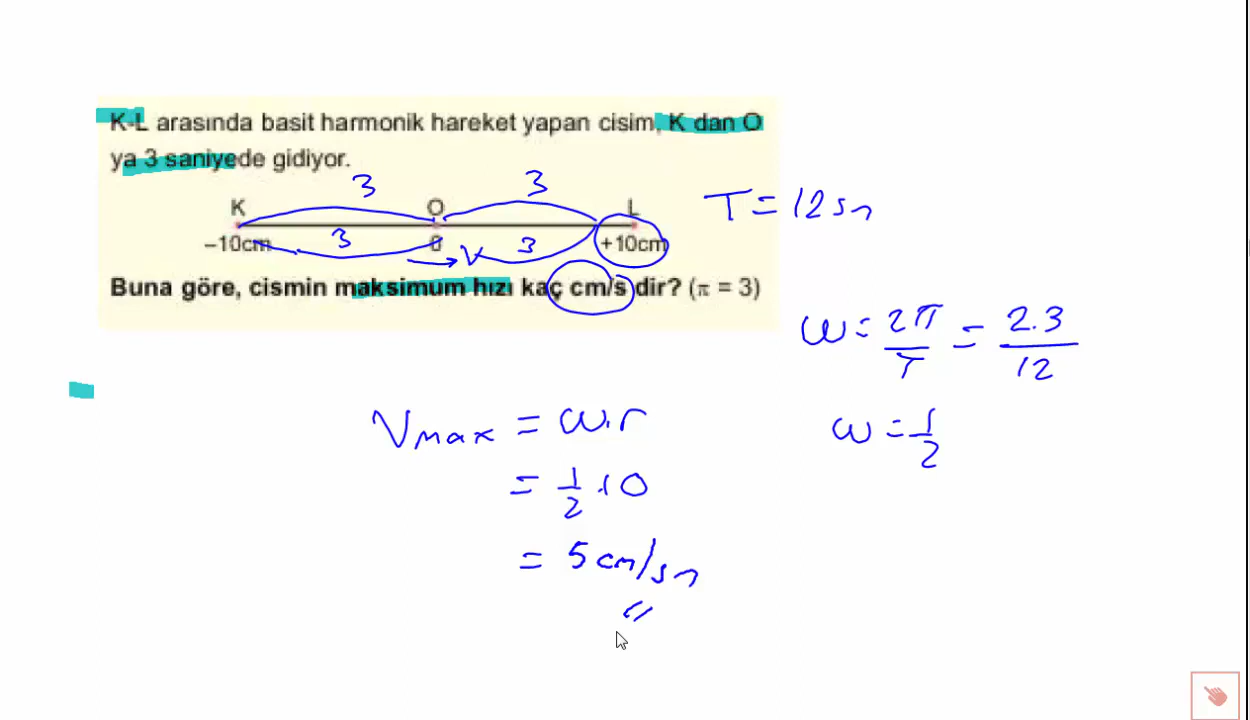 K-L arasında basit harmonik hareket yapan cisim, K dan O
ya 3 saniyede gidiyor.
3 3
K O L
-10cm 3 0 3 +10cm
V
Buna göre, cismin maksimum hızı kaç cm/s dir? (π = 3)
T = 12 sn
ω = 2π/T = 2.3/12
ω = 1/2
Vmax = ω.r
= 1/2 .10
= 5 cm/sn